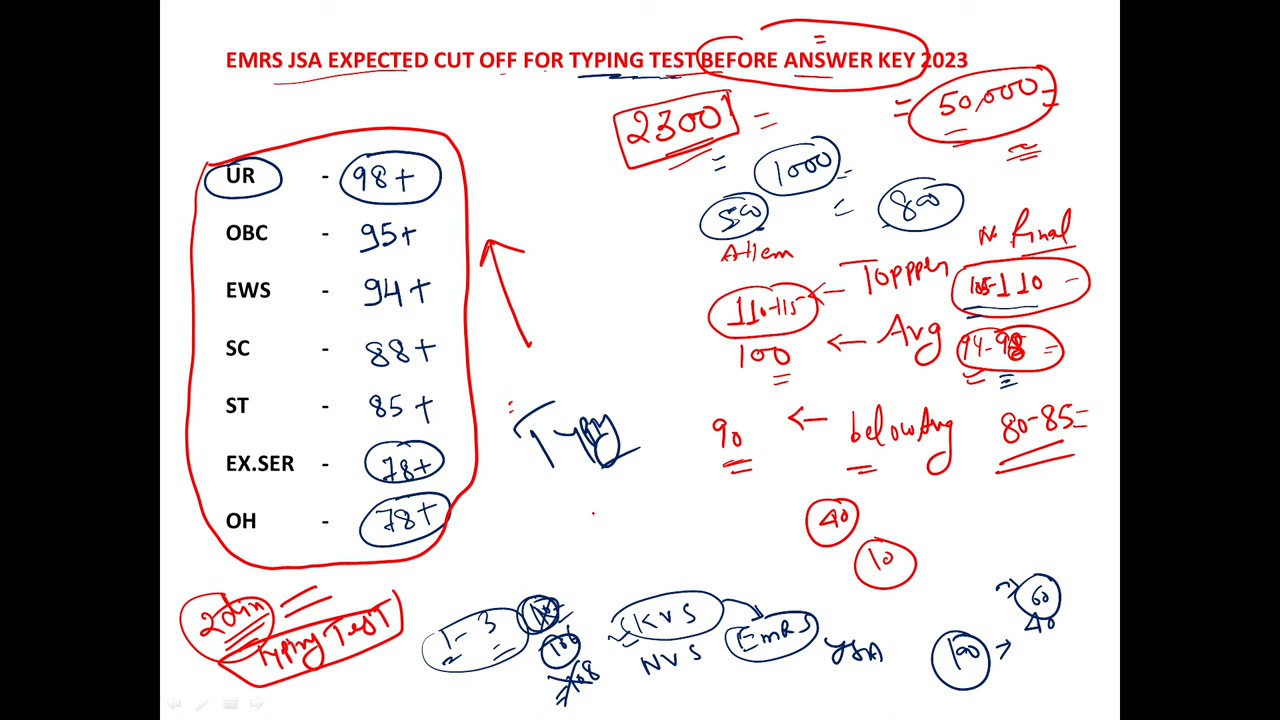 EMRS JSA EXPECTED CUT OFF FOR TYPING TEST BEFORE ANSWER KEY 2023
2300
50,000
1000
500
800
UR - 98+
OBC - 95+
EWS - 94+
SC - 88+
ST - 85+
EX.SER - 78+
OH - 78+
Attem
N. final
110-115 ← Toppper 105-110
100 ← Avg 94-98
90 ← below Avg 80-85
Typing
40
10
Typing Test
1-3
KVS
EMRS
NVS
JSA
100
60
40